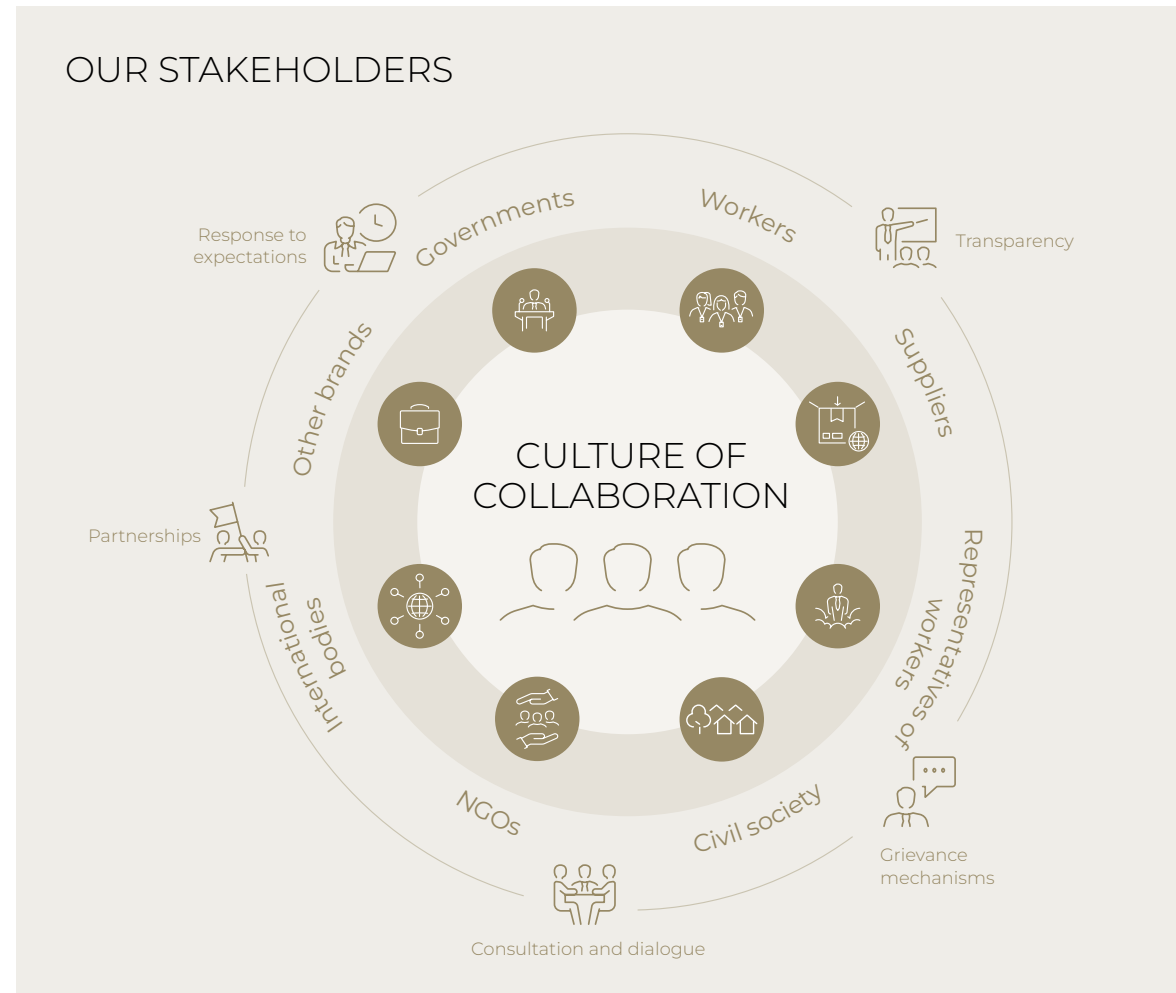 OUR STAKEHOLDERS
Governments
Workers
Response to
expectations
Transparency
Other brands
Suppliers
CULTURE OF
COLLABORATION
Partnerships
International
bodies
Representatives of
workers
NGOs
Civil society
Grievance
mechanisms
Consultation and dialogue